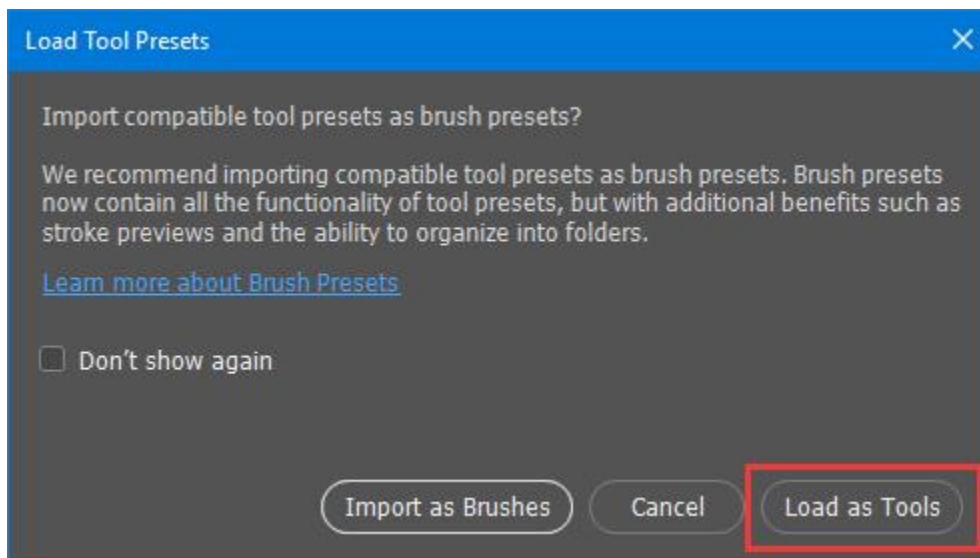 Load Tool Presets
Import compatible tool presets as brush presets?
We recommend importing compatible tool presets as brush presets. Brush presets
now contain all the functionality of tool presets, but with additional benefits such as
stroke previews and the ability to organize into folders.
Learn more about Brush Presets
Don't show again
Import as Brushes Cancel Load as Tools